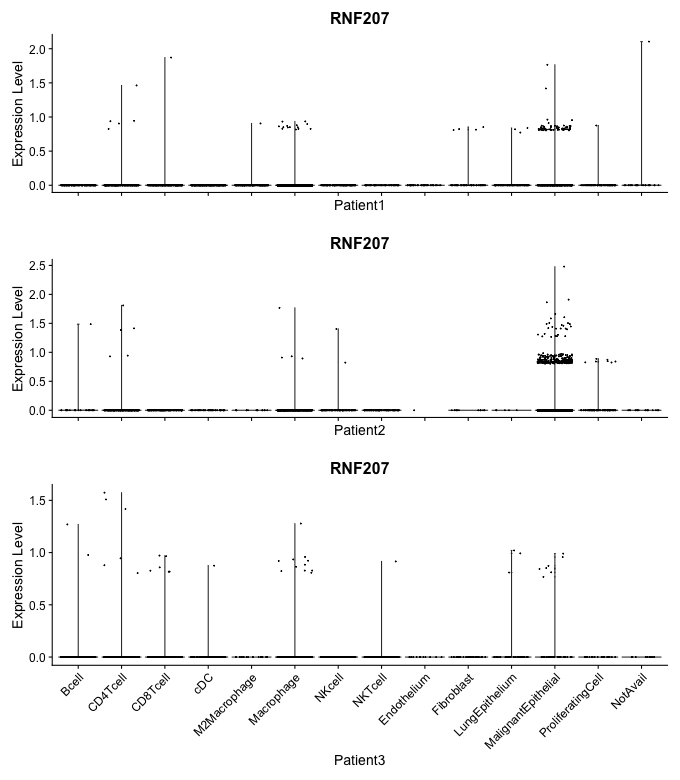 RNF207
Expression Level
2.0
1.5
1.0
0.5
0.0
Patient1
RNF207
Expression Level
2.5
2.0
1.5
1.0
0.5
0.0
Patient2
RNF207
Expression Level
1.5
1.0
0.5
0.0
Bcell
CD4Tcell
CD8Tcell
cDC
M2Macrophage
Macrophage
NKcell
NKTcell
Endothelium
Fibroblast
LungEpithelium
MalignantEpithelial
ProliferatingCell
NotAvail
Patient3